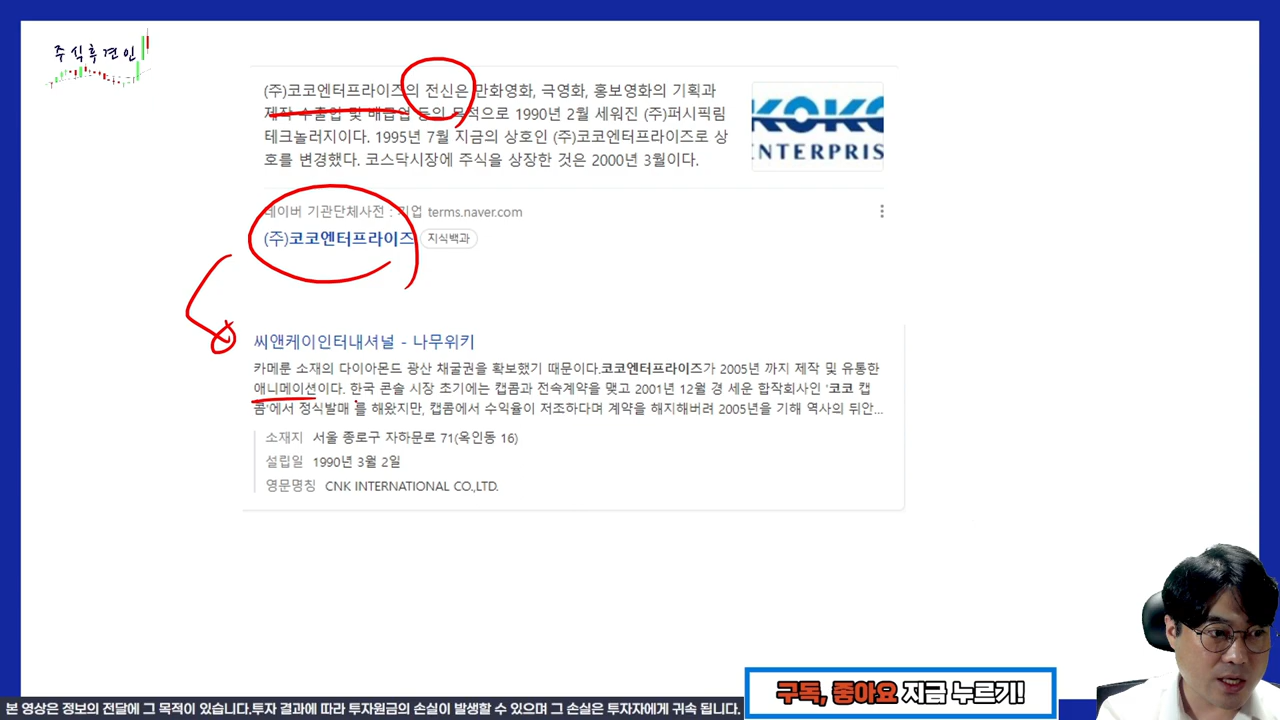 주식후견인
(주)코코엔터프라이즈의 전신은 만화영화, 극영화, 홍보영화의 기획과
제작 수출입 및 배급업 등의 목적으로 1990년 2월 세워진 (주)퍼시픽림
테크놀러지이다. 1995년 7월 지금의 상호인 (주)코코엔터프라이즈로 상
호를 변경했다. 코스닥시장에 주식을 상장한 것은 2000년 3월이다.
KOKO
ENTERPRIS
네이버 기관단체사전 : 기업 terms.naver.com
(주)코코엔터프라이즈 지식백과
씨앤케이인터내셔널 - 나무위키
카메룬 소재의 다이아몬드 광산 채굴권을 확보했기 때문이다.코코엔터프라이즈가 2005년 까지 제작 및 유통한
애니메이션이다. 한국 콘솔 시장 초기에는 캡콤과 전속계약을 맺고 2001년 12월 경 세운 합작회사인 '코코 캡
콤'에서 정식발매 를 해왔지만, 캡콤에서 수익율이 저조하다며 계약을 해지해버려 2005년을 기해 역사의 뒤안...
소재지 서울 종로구 자하문로 71(옥인동 16)
설립일 1990년 3월 2일
영문명칭 CNK INTERNATIONAL CO.,LTD.
구독, 좋아요 지금 누르기!
본 영상은 정보의 전달에 그 목적이 있습니다.투자 결과에 따라 투자원금의 손실이 발생할 수 있으며 그 손실은 투자자에게 귀속 됩니다.